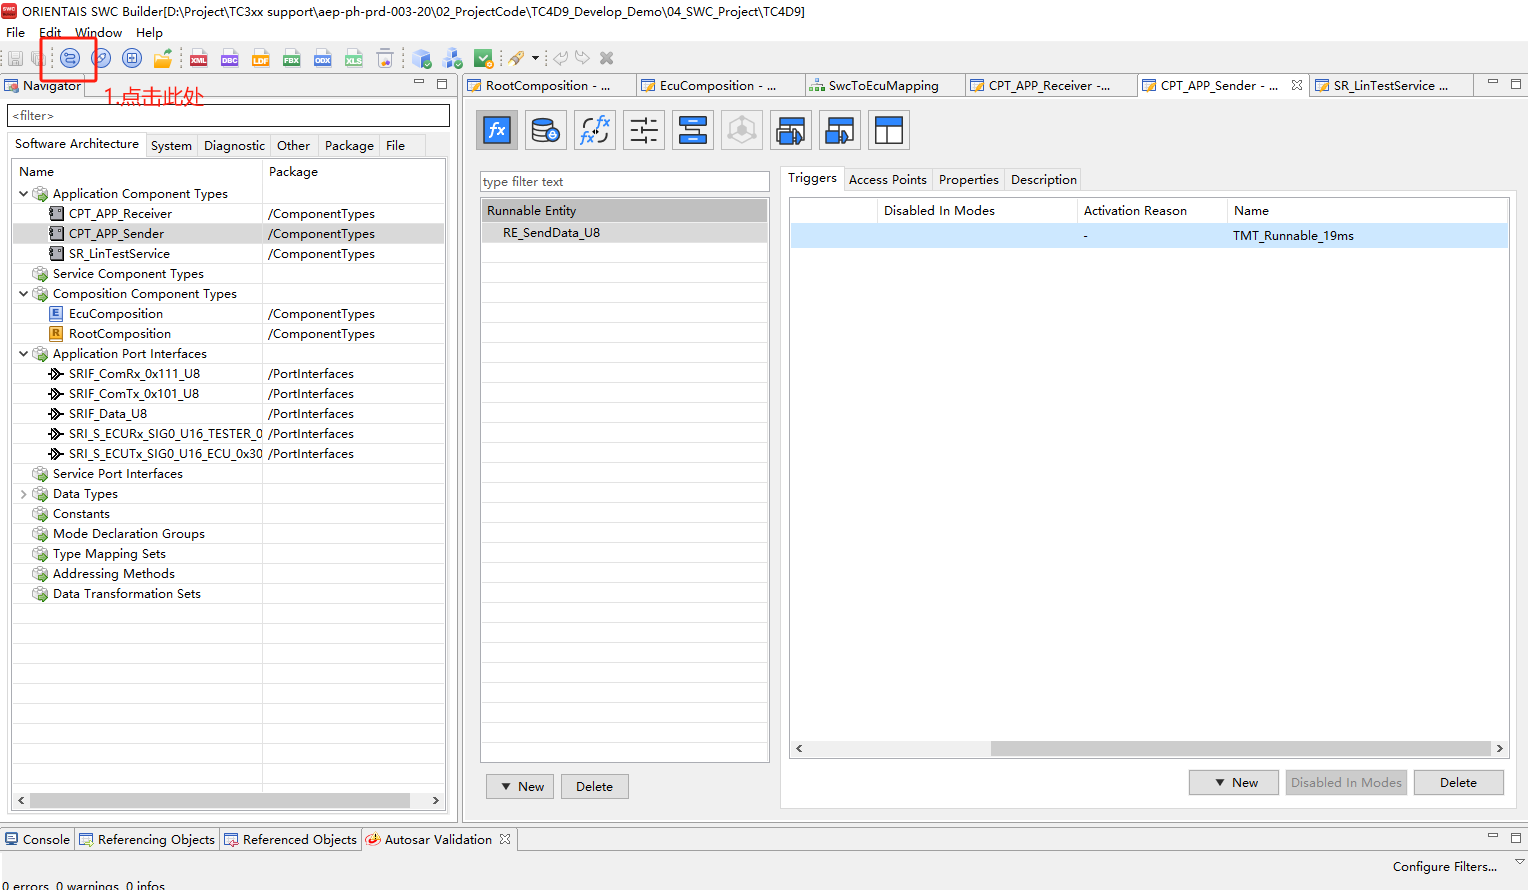 ORIENTAIS SWC Builder[D:\Project\TC3xx support\aep-ph-prd-003-20\02_ProjectCode\TC4D9_Develop_Demo\04_SWC_Project\TC4D9]
File Edit Window Help
XML DBC LDF FBX ODX XLS
Navigator
1.点击此处
RootComposition - ...
EcuComposition - ...
SwcToEcuMapping
CPT_APP_Receiver -...
CPT_APP_Sender - ...
SR_LinTestService ...
<filter>
Software Architecture System Diagnostic Other Package File
Name Package
Application Component Types
CPT_APP_Receiver /ComponentTypes
CPT_APP_Sender /ComponentTypes
SR_LinTestService /ComponentTypes
Service Component Types
Composition Component Types
EcuComposition /ComponentTypes
RootComposition /ComponentTypes
Application Port Interfaces
SRIF_ComRx_0x111_U8 /PortInterfaces
SRIF_ComTx_0x101_U8 /PortInterfaces
SRIF_Data_U8 /PortInterfaces
SRI_S_ECURx_SIG0_U16_TESTER_0 /PortInterfaces
SRI_S_ECUTx_SIG0_U16_ECU_0x30 /PortInterfaces
Service Port Interfaces
Data Types
Constants
Mode Declaration Groups
Type Mapping Sets
Addressing Methods
Data Transformation Sets
type filter text
Runnable Entity
RE_SendData_U8
New Delete
Triggers Access Points Properties Description
Disabled In Modes Activation Reason Name
- TMT_Runnable_19ms
New Disabled In Modes Delete
Console Referencing Objects Referenced Objects Autosar Validation
Configure Filters...
0 errors, 0 warnings, 0 infos